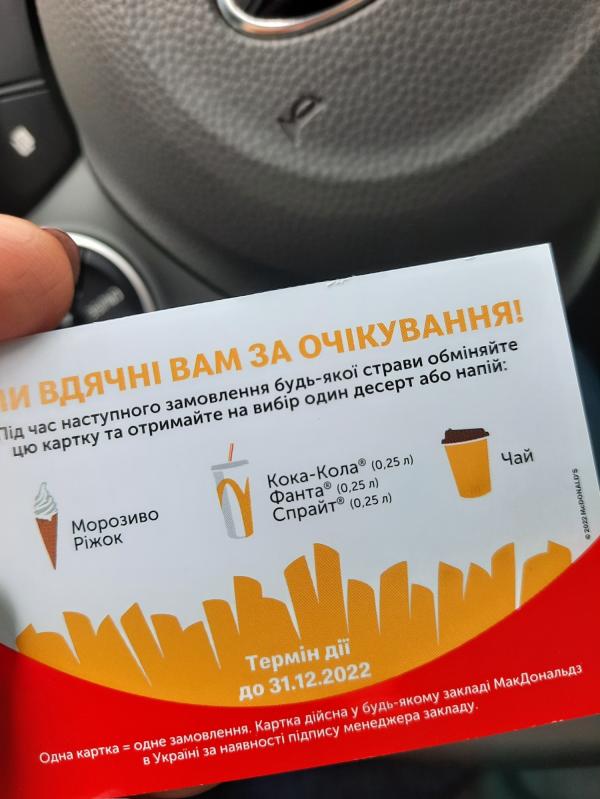 МИ ВДЯЧНІ ВАМ ЗА ОЧІКУВАННЯ!
Під час наступного замовлення будь-якої страви обміняйте
цю картку та отримайте на вибір один десерт або напій:
Морозиво
Ріжок
Кока-Кола® (0,25 л)
Фанта® (0,25 л)
Спрайт® (0,25 л)
Чай
© 2022 McDONALD'S
Термін дії
до 31.12.2022
Одна картка = одне замовлення. Картка дійсна у будь-якому закладі МакДональдз
в Україні за наявності підпису менеджера закладу.